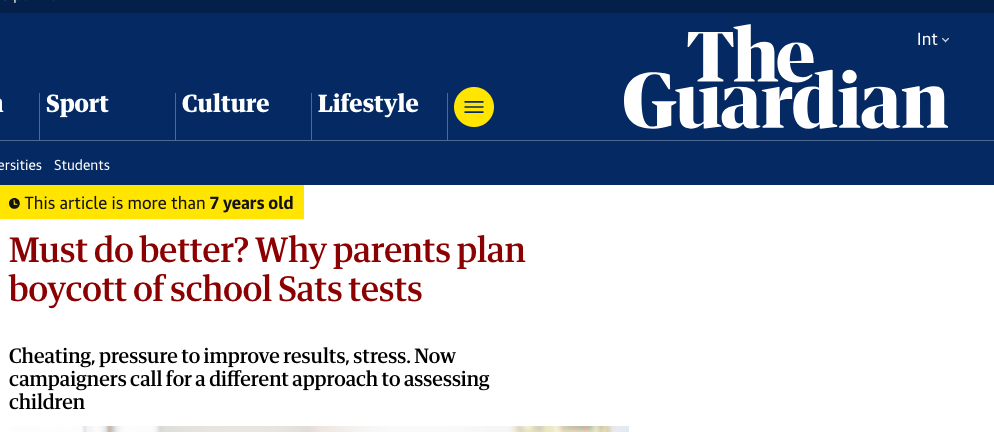 Int
The
Guardian
Sport Culture Lifestyle
ersities Students
This article is more than 7 years old
Must do better? Why parents plan
boycott of school Sats tests
Cheating, pressure to improve results, stress. Now
campaigners call for a different approach to assessing
children